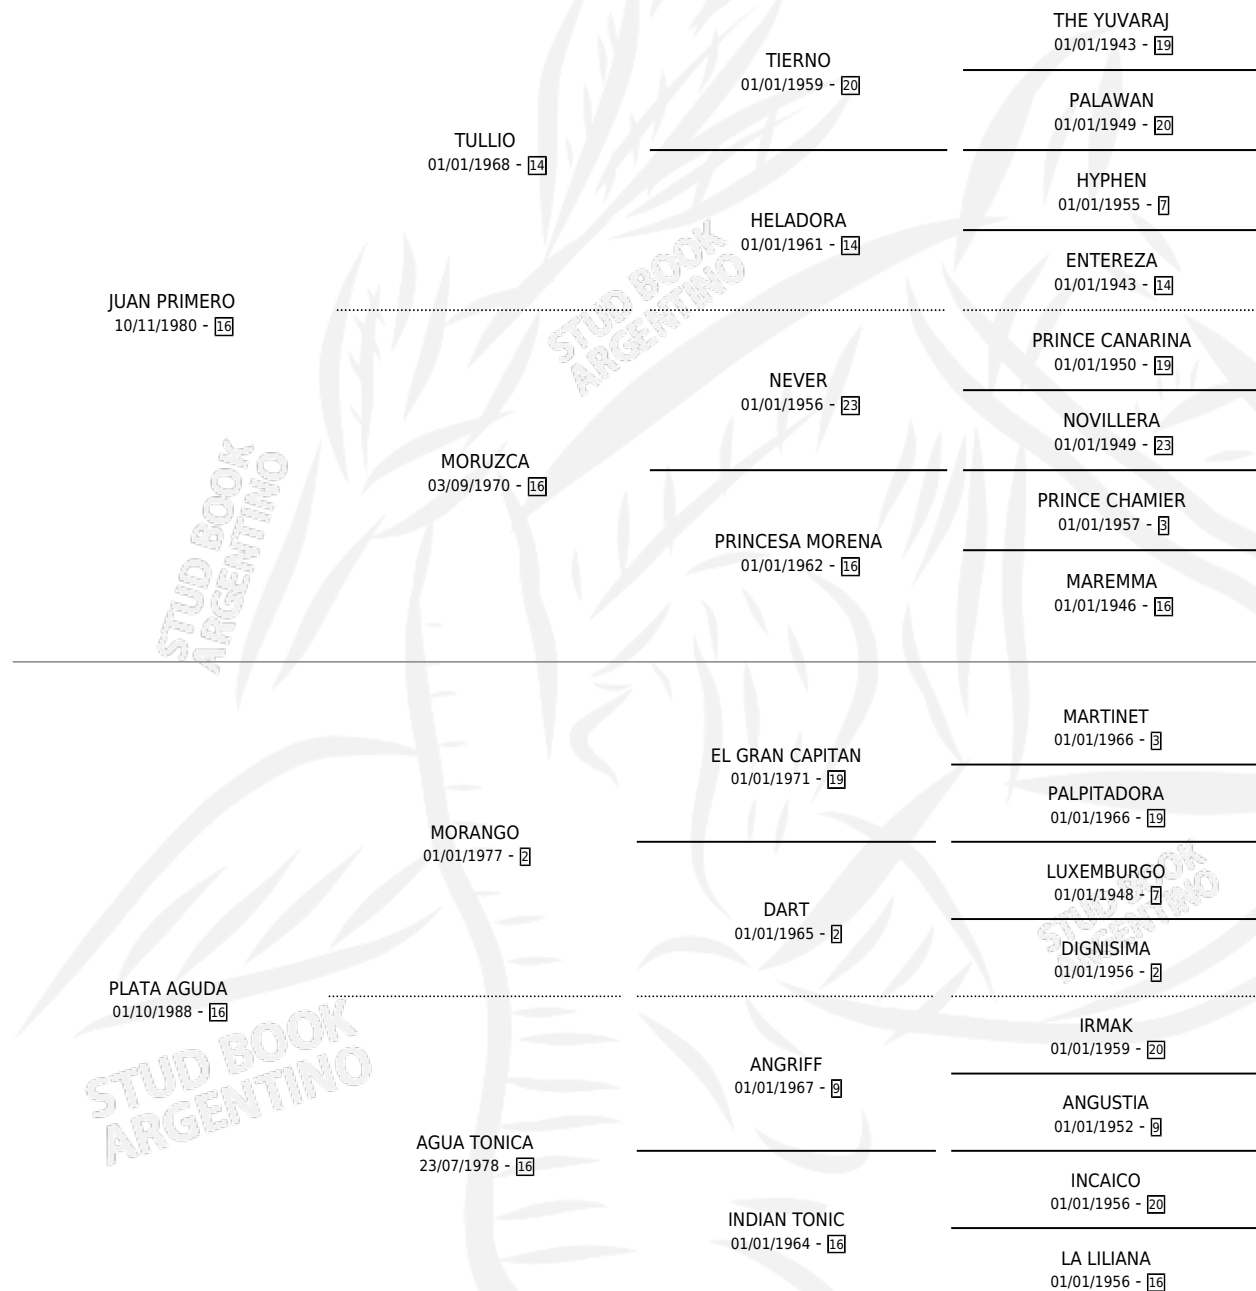 THE YUVARAJ
01/01/1943 - 19
TIERNO
01/01/1959 - 20
PALAWAN
01/01/1949 - 20
TULLIO
01/01/1968 - 14
HYPHEN
01/01/1955 - 7
HELADORA
01/01/1961 - 14
ENTEREZA
01/01/1943 - 14
JUAN PRIMERO
10/11/1980 - 16
PRINCE CANARINA
01/01/1950 - 19
NEVER
01/01/1956 - 23
NOVILLERA
01/01/1949 - 23
MORUZCA
03/09/1970 - 16
PRINCE CHAMIER
01/01/1957 - 3
PRINCESA MORENA
01/01/1962 - 16
MAREMMA
01/01/1946 - 16
MARTINET
01/01/1966 - 3
EL GRAN CAPITAN
01/01/1971 - 19
PALPITADORA
01/01/1966 - 19
MORANGO
01/01/1977 - 2
LUXEMBURGO
01/01/1948 - 7
DART
01/01/1965 - 2
DIGNISIMA
01/01/1956 - 2
PLATA AGUDA
01/10/1988 - 16
IRMAK
01/01/1959 - 20
ANGRIFF
01/01/1967 - 9
ANGUSTIA
01/01/1952 - 9
AGUA TONICA
23/07/1978 - 16
INCAICO
01/01/1956 - 20
INDIAN TONIC
01/01/1964 - 16
LA LILIANA
01/01/1956 - 16
STUD BOOK
ARGENTINO
STUD BOOK
ARGENTINO
STUD BOOK
ARGENTINO
STUD BOOK
ARGENTINO